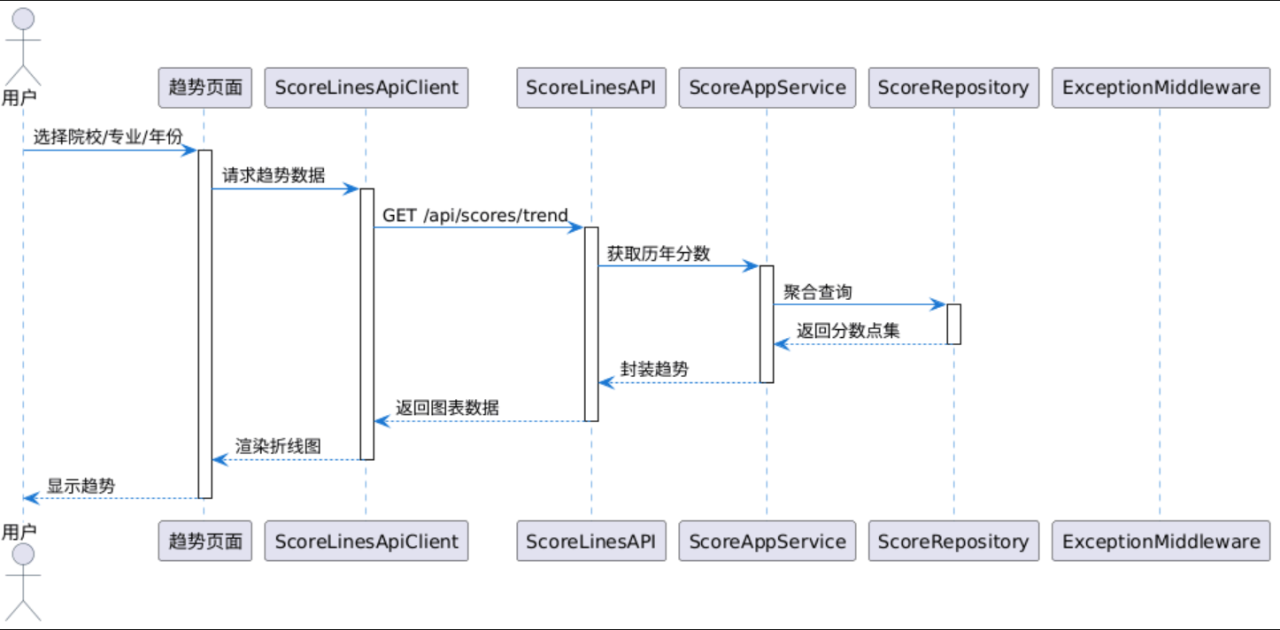 用户
趋势页面
ScoreLinesApiClient
ScoreLinesAPI
ScoreAppService
ScoreRepository
ExceptionMiddleware
选择院校/专业/年份
请求趋势数据
GET /api/scores/trend
获取历年分数
聚合查询
返回分数点集
封装趋势
返回图表数据
渲染折线图
显示趋势
用户
趋势页面
ScoreLinesApiClient
ScoreLinesAPI
ScoreAppService
ScoreRepository
ExceptionMiddleware